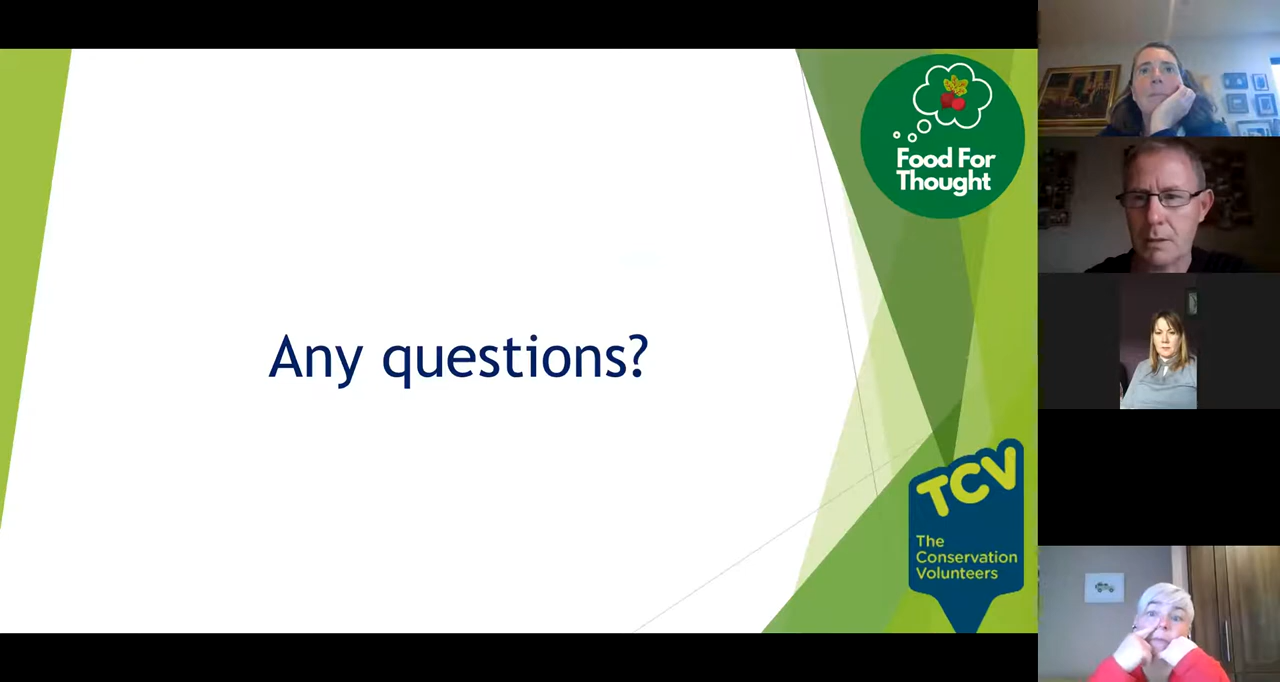 Food For
Thought
Any questions?
TCV
The
Conservation
Volunteers